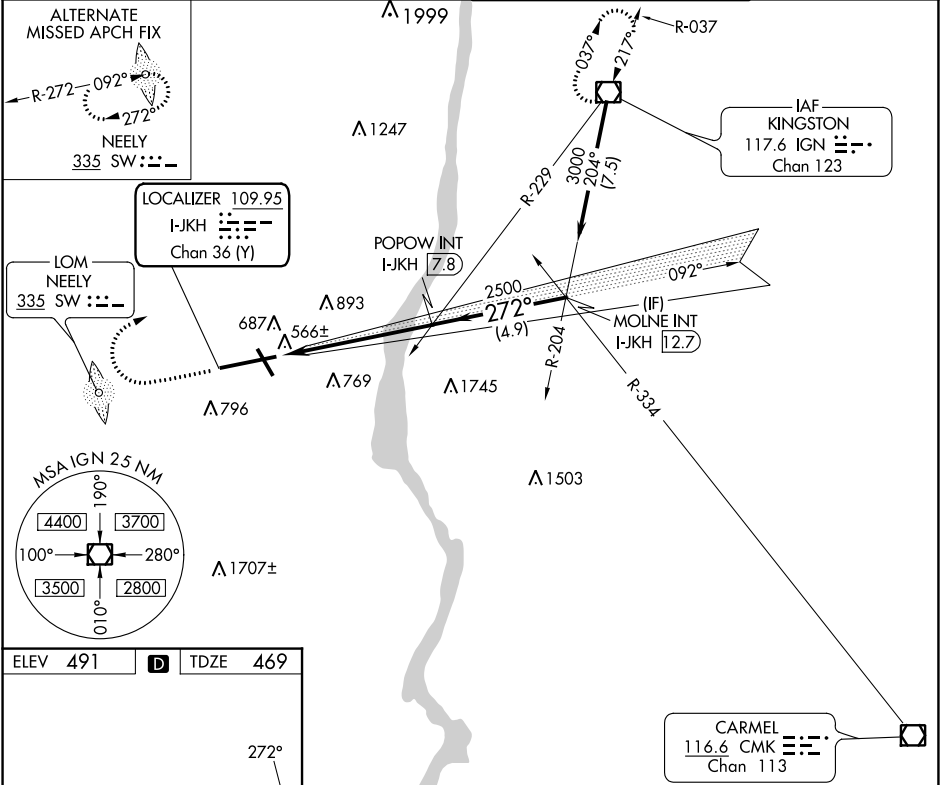 ALTERNATE
MISSED APCH FIX
R-272
092°
272°
NEELY
335 SW
1999
R-037
037°
217°
IAF
KINGSTON
117.6 IGN
Chan 123
1247
3000
204°
(7.5)
R-229
LOCALIZER 109.95
I-JKH
Chan 36 (Y)
POPOW INT
I-JKH 7.8
LOM
NEELY
335 SW
092°
2500
272°
(4.9)
(IF)
MOLNE INT
I-JKH 12.7
893
687
566±
R-204
769
1745
796
R-334
MSA IGN 25 NM
190°
4400
3700
100°
280°
3500
2800
010°
1503
1707±
ELEV 491
D
TDZE 469
272°
CARMEL
116.6 CMK
Chan 113